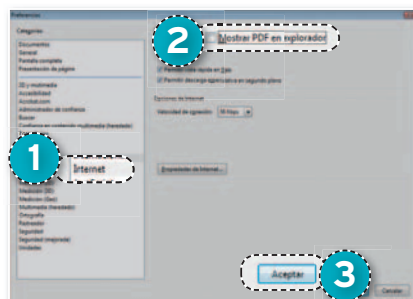 Preferencias
Categorías:
Documentos
General
Pantalla completa
Presentación de página
3D y multimedia
Accesibilidad
Acrobat.com
Administrador de confianza
Buscar
Confianza en contenido multimedia (heredado)
1
Internet
Medición (3D)
Medición (Geo)
Multimedia (heredado)
Ortografía
Rastreador
Seguridad
Seguridad (mejorada)
Unidades
2
Mostrar PDF en explorador
Permitir vista rápida en Web
Permitir descarga especulativa en segundo plano
Opciones de Internet
Velocidad de conexión: 56 Kbps
Propiedades de Internet...
Aceptar
3
Cancelar